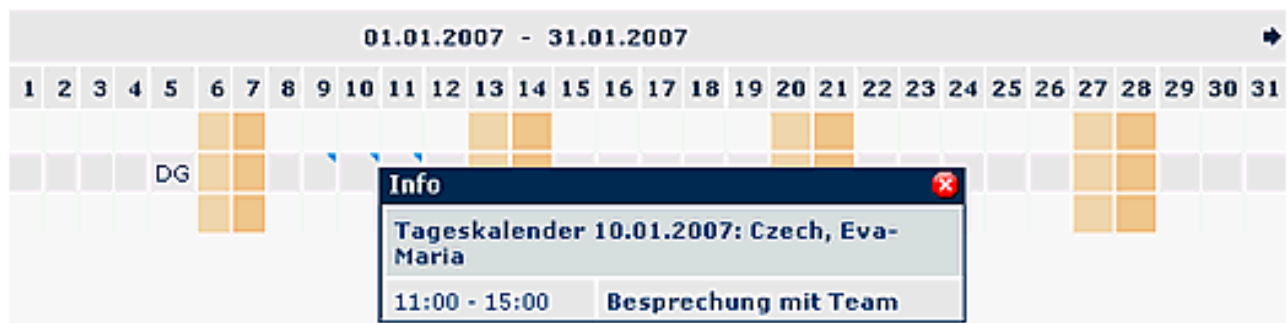 01.01.2007 - 31.01.2007
1 2 3 4 5 6 7 8 9 10 11 12 13 14 15 16 17 18 19 20 21 22 23 24 25 26 27 28 29 30 31
DG
Info
Tageskalender 10.01.2007: Czech, Eva-
Maria
11:00 - 15:00 Besprechung mit Team